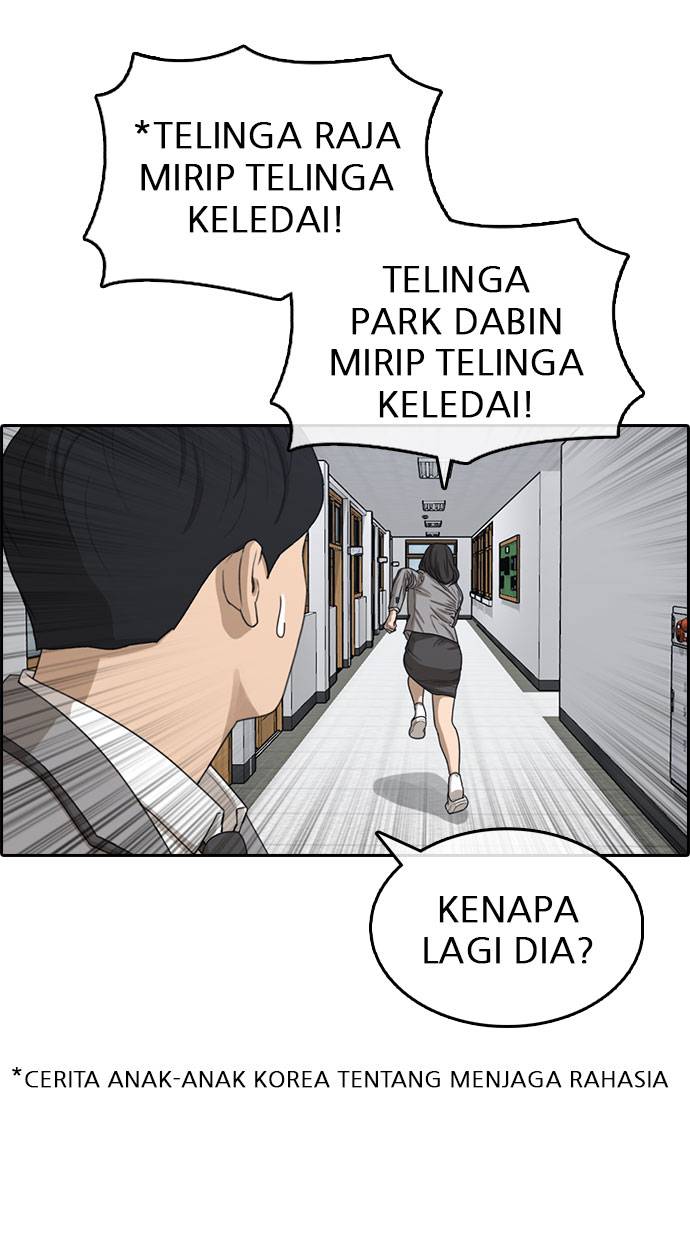 *TELINGA RAJA
MIRIP TELINGA
KELEDAI!
TELINGA
PARK DABIN
MIRIP TELINGA
KELEDAI!
KENAPA
LAGI DIA?
*CERITA ANAK-ANAK KOREA TENTANG MENJAGA RAHASIA